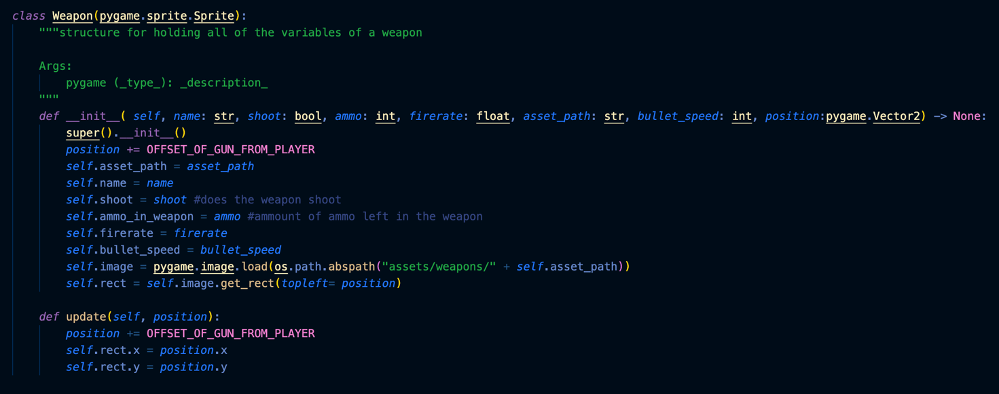 class Weapon(pygame.sprite.Sprite):
    """structure for holding all of the variables of a weapon

    Args:
        pygame (_type_): _description_
    """
    def __init__( self, name: str, shoot: bool, ammo: int, firerate: float, asset_path: str, bullet_speed: int, position:pygame.Vector2) -> None:
        super().__init__()
        position += OFFSET_OF_GUN_FROM_PLAYER
        self.asset_path = asset_path
        self.name = name
        self.shoot = shoot #does the weapon shoot
        self.ammo_in_weapon = ammo #ammount of ammo left in the weapon
        self.firerate = firerate
        self.bullet_speed = bullet_speed
        self.image = pygame.image.load(os.path.abspath("assets/weapons/" + self.asset_path))
        self.rect = self.image.get_rect(topleft= position)

    def update(self, position):
        position += OFFSET_OF_GUN_FROM_PLAYER
        self.rect.x = position.x
        self.rect.y = position.y